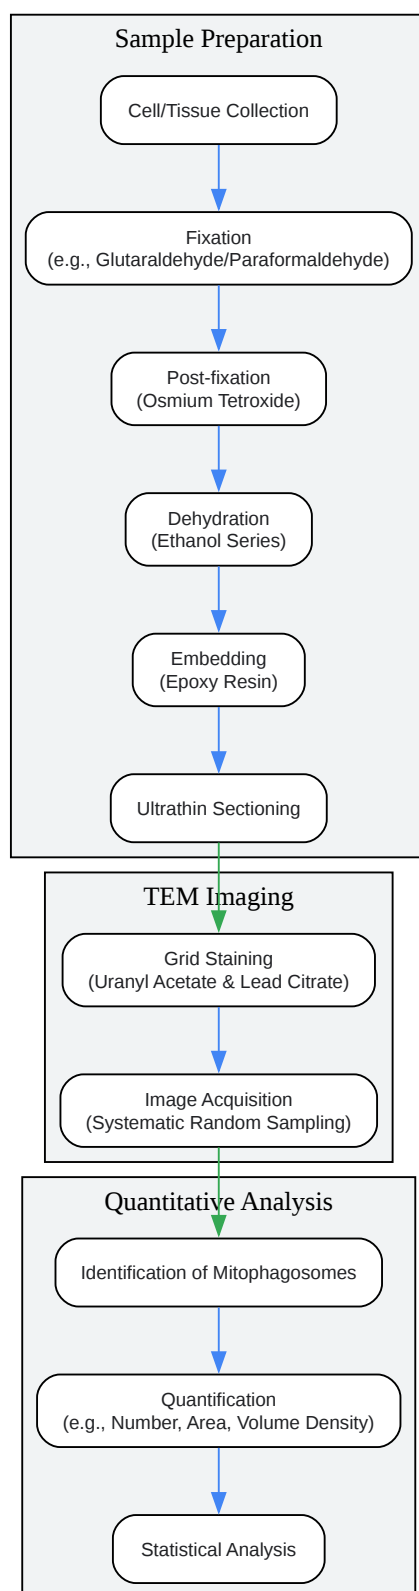 Sample Preparation
Cell/Tissue Collection
Fixation
(e.g., Glutaraldehyde/Paraformaldehyde)
Post-fixation
(Osmium Tetroxide)
Dehydration
(Ethanol Series)
Embedding
(Epoxy Resin)
Ultrathin Sectioning
TEM Imaging
Grid Staining
(Uranyl Acetate & Lead Citrate)
Image Acquisition
(Systematic Random Sampling)
Quantitative Analysis
Identification of Mitophagosomes
Quantification
(e.g., Number, Area, Volume Density)
Statistical Analysis